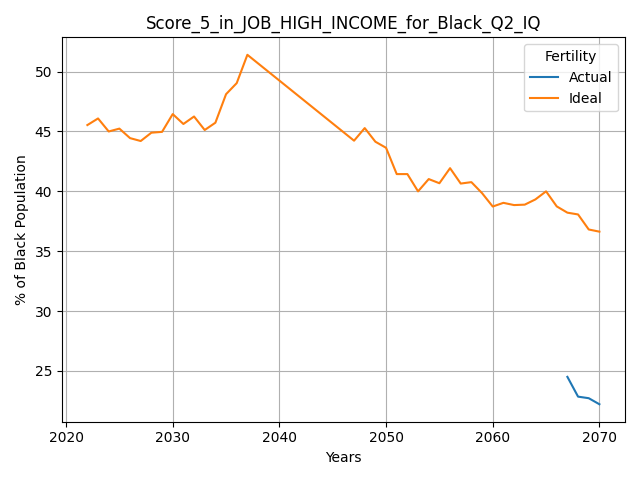 Score_5_in_JOB_HIGH_INCOME_for_Black_Q2_IQ
Fertility
Actual
Ideal
% of Black Population
50
45
40
35
30
25
2020 2030 2040 2050 2060 2070
Years